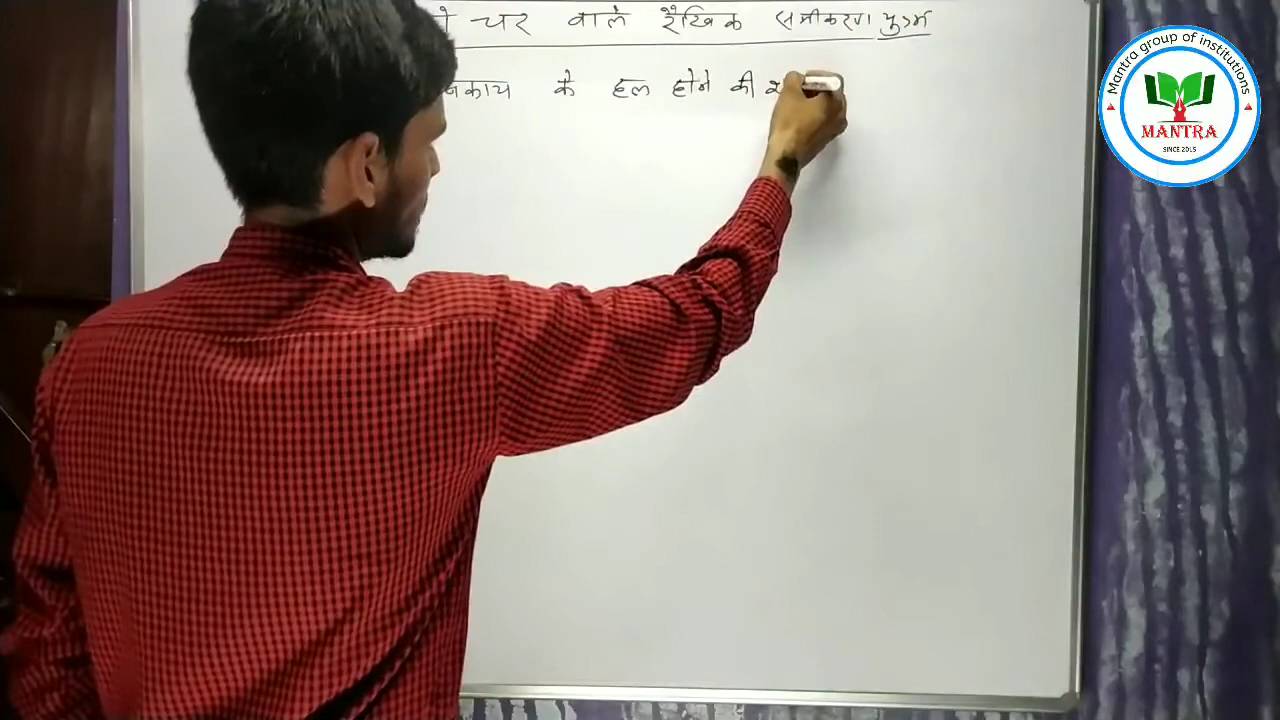 चर वाले रैखिक समीकरण युग्म
निकाय के हल होने की
Mantra group of institutions
MANTRA
SINCE 2015